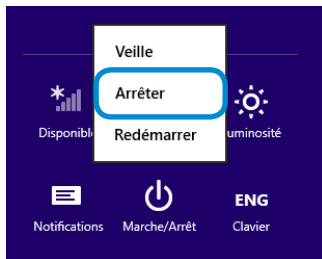 Veille
Arrêter
Redémarrer
Disponibl
uminosité
ENG
Notifications
Marche/Arrêt
Clavier